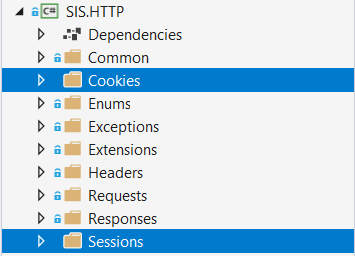 C# SIS.HTTP
Dependencies
Common
Cookies
Enums
Exceptions
Extensions
Headers
Requests
Responses
Sessions